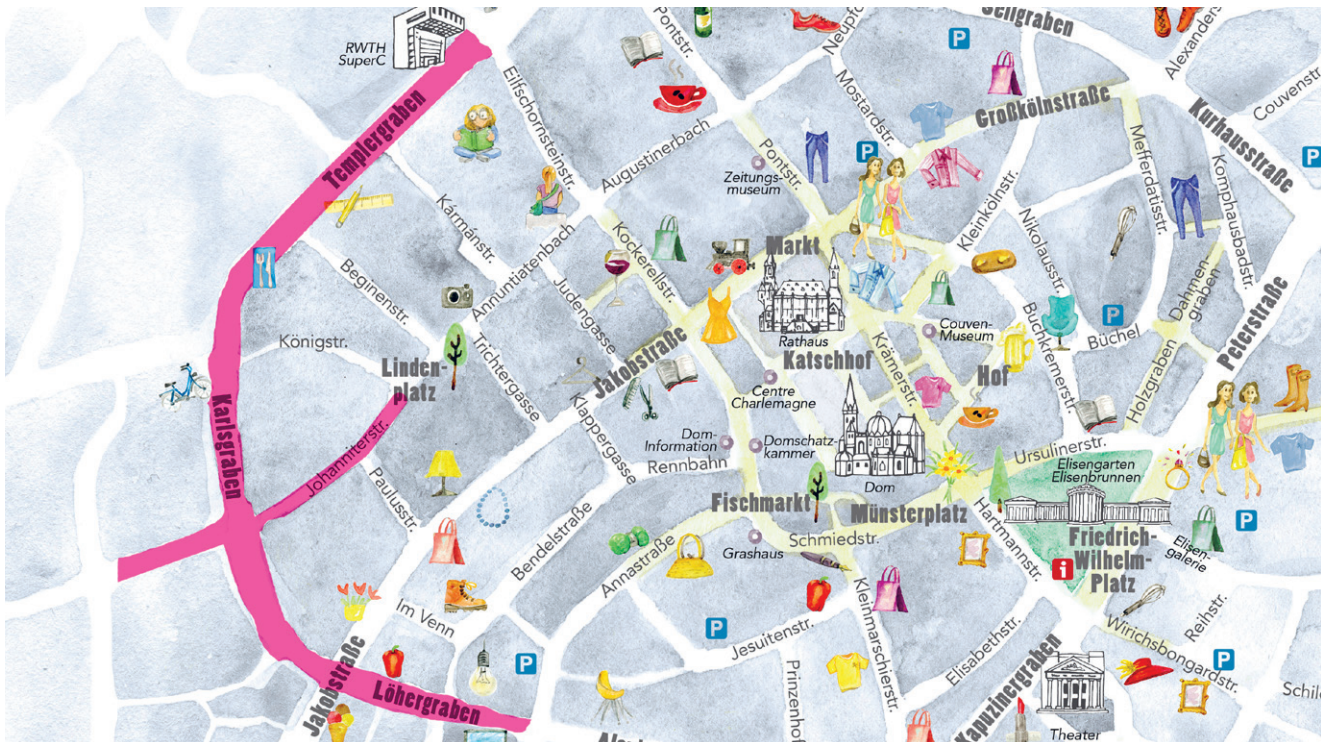 RWTH
SuperC
Templergraben
Eilfschornsteinstr.
Pontstr.
P
Seilgraben
Kurhausstraße
Couvenstr.
Großkölnstraße
Mostardstr.
P
Augustinerbach
Pontstr.
Zeitungs-
museum
P
Mefferdatisstr.
Komphausbadstr.
Kármánstr.
Kockerellstr.
Kleinkölnstr.
Nikolausstr.
Markt
Beginenstr.
Annuntiatenbach
Judengasse
Dahmen-
graben
Peterstraße
Königstr.
Linden-
platz
Trichtergasse
Jakobstraße
Rathaus
Katschhof
Couven-
Museum
Krämerstr.
Buchkremerstr.
P
Büchel
Hof
Holzgraben
Karlsgraben
Johanniterstr.
Klappergasse
Centre
Charlemagne
Dom-
Information
Domschatz-
kammer
Rennbahn
Dom
Ursulinerstr.
Elisengarten
Elisenbrunnen
Paulusstr.
Fischmarkt
Münsterplatz
Hartmannstr.
P
Bendelstraße
Annastraße
Grashaus
Schmiedstr.
Friedrich-
Wilhelm-
Platz
Elisen-
galerie
i
Im Venn
Jakobstraße
Löhergraben
P
P
Jesuitenstr.
Kleinmarschierstr.
Prinzenhof
Elisabethstr.
Kapuzinergraben
Wirichsbongardstr.
Reihstr.
P
Theater